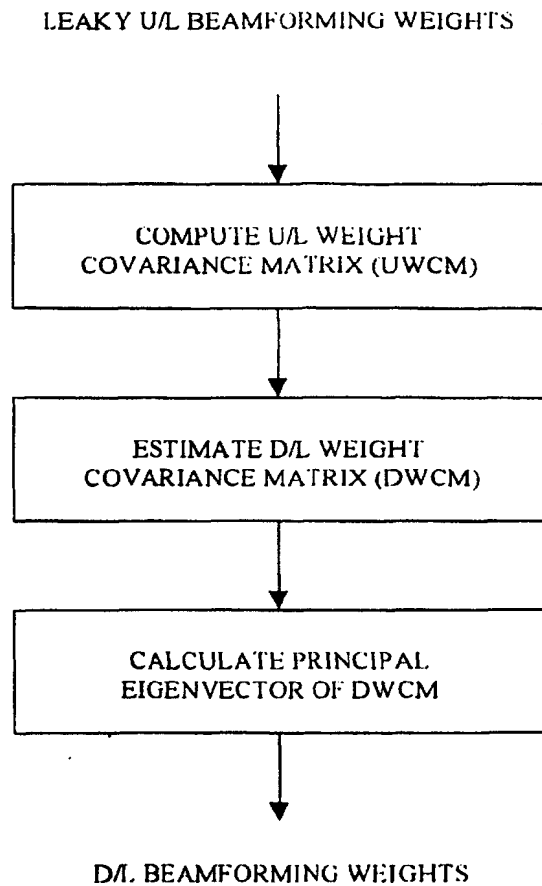 LEAKY U/L BEAMFORMING WEIGHTS
COMPUTE U/L WEIGHT
COVARIANCE MATRIX (UWCM)
ESTIMATE D/L WEIGHT
COVARIANCE MATRIX (DWCM)
CALCULATE PRINCIPAL
EIGENVECTOR OF DWCM
D/L BEAMFORMING WEIGHTS